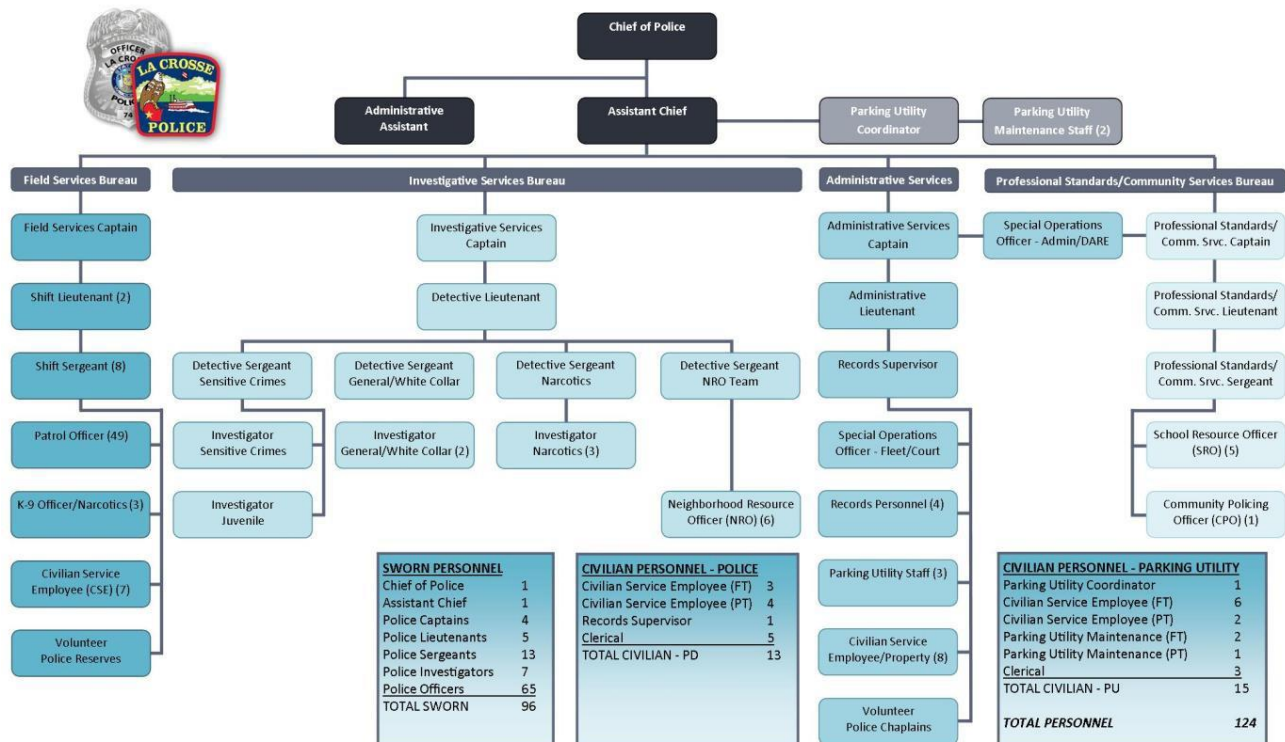 OFFICER
LA CROSSE
POLICE
74
LA CROSSE
POLICE
Chief of Police
Administrative
Assistant
Assistant Chief
Parking Utility
Coordinator
Parking Utility
Maintenance Staff (2)
Field Services Bureau
Investigative Services Bureau
Administrative Services
Professional Standards/Community Services Bureau
Field Services Captain
Investigative Services
Captain
Administrative Services
Captain
Special Operations
Officer - Admin/DARE
Professional Standards/
Comm. Srvc. Captain
Shift Lieutenant (2)
Detective Lieutenant
Administrative
Lieutenant
Professional Standards/
Comm. Srvc. Lieutenant
Shift Sergeant (8)
Detective Sergeant
Sensitive Crimes
Detective Sergeant
General/White Collar
Detective Sergeant
Narcotics
Detective Sergeant
NRO Team
Records Supervisor
Professional Standards/
Comm. Srvc. Sergeant
Patrol Officer (49)
Investigator
Sensitive Crimes
Investigator
General/White Collar (2)
Investigator
Narcotics (3)
Special Operations
Officer - Fleet/Court
School Resource Officer
(SRO) (5)
K-9 Officer/Narcotics (3)
Investigator
Juvenile
Neighborhood Resource
Officer (NRO) (6)
Records Personnel (4)
Community Policing
Officer (CPO) (1)
Civilian Service
Employee (CSE) (7)
Volunteer
Police Reserves
SWORN PERSONNEL
Chief of Police 1
Assistant Chief 1
Police Captains 4
Police Lieutenants 5
Police Sergeants 13
Police Investigators 7
Police Officers 65
TOTAL SWORN 96
CIVILIAN PERSONNEL - POLICE
Civilian Service Employee (FT) 3
Civilian Service Employee (PT) 4
Records Supervisor 1
Clerical 5
TOTAL CIVILIAN - PD 13
Parking Utility Staff (3)
Civilian Service
Employee/Property (8)
Volunteer
Police Chaplains
CIVILIAN PERSONNEL - PARKING UTILITY
Parking Utility Coordinator 1
Civilian Service Employee (FT) 6
Civilian Service Employee (PT) 2
Parking Utility Maintenance (FT) 2
Parking Utility Maintenance (PT) 1
Clerical 3
TOTAL CIVILIAN - PU 15
TOTAL PERSONNEL 124